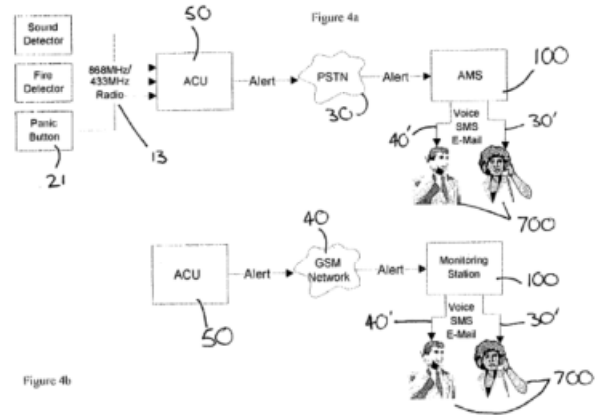 Figure 4a
50
Sound
Detector
Fire
Detector
Panic
Button
21
868MHz/
433MHz
Radio
13
ACU
Alert
PSTN
30
Alert
AMS
100
Voice
SMS
E-Mail
40'
30'
700
ACU
50
Alert
40
GSM
Network
Alert
Monitoring
Station
100
Voice
SMS
E-Mail
40'
30'
700
Figure 4b